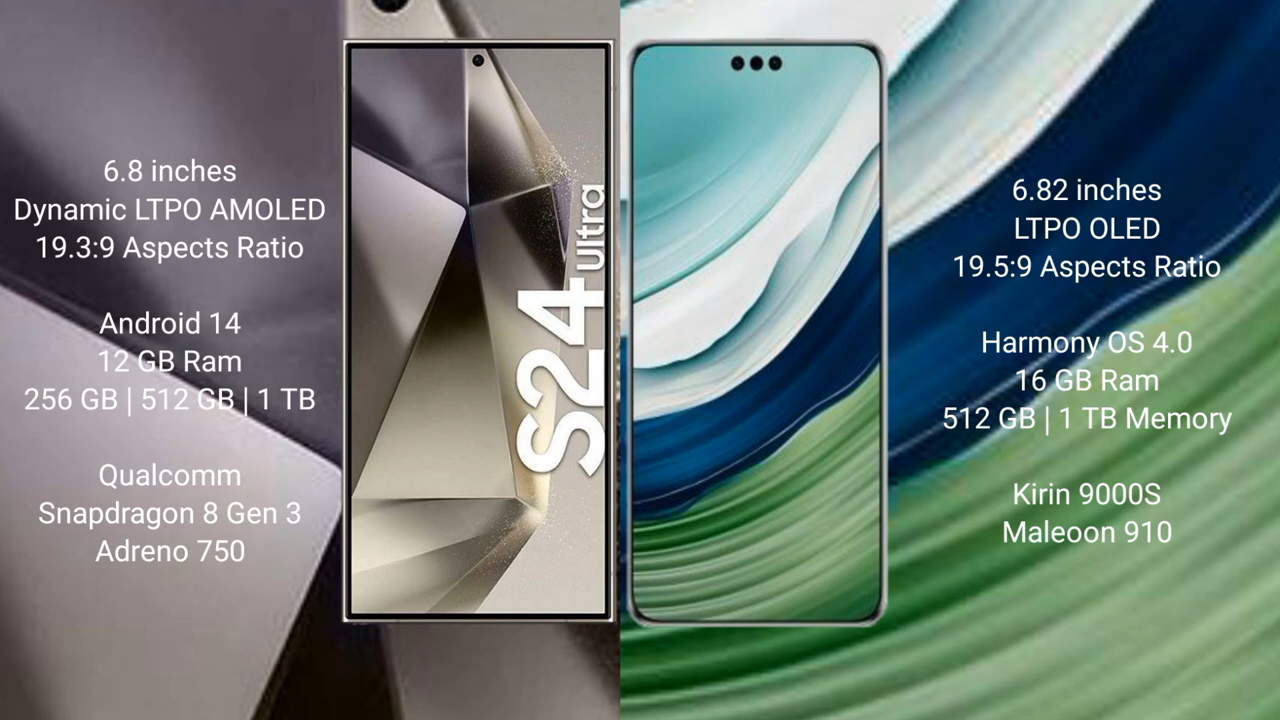 6.8 inches
Dynamic LTPO AMOLED
19.3:9 Aspects Ratio
Android 14
12 GB Ram
256 GB | 512 GB | 1 TB
Qualcomm
Snapdragon 8 Gen 3
Adreno 750
S24 ultra
6.82 inches
LTPO OLED
19.5:9 Aspects Ratio
Harmony OS 4.0
16 GB Ram
512 GB | 1 TB Memory
Kirin 9000S
Maleoon 910